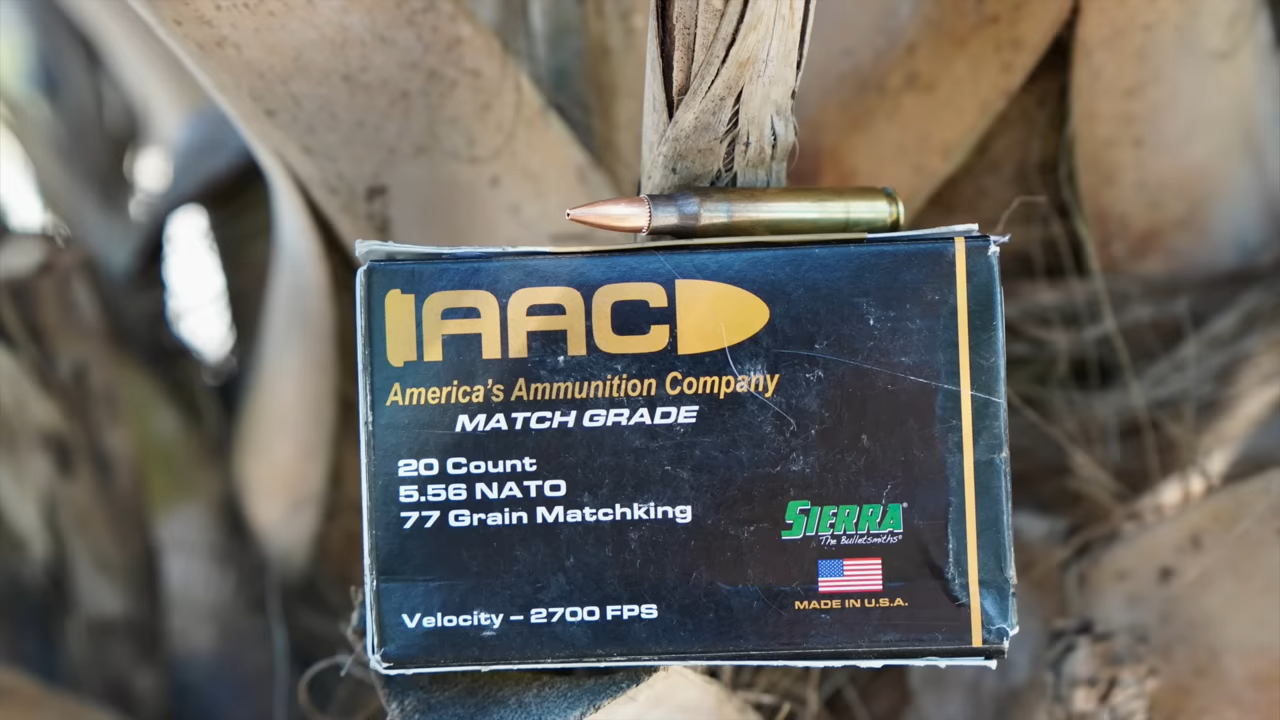 AAC
America's Ammunition Company
MATCH GRADE
20 Count
5.56 NATO
77 Grain Matchking
SIERRA®
The Bulletsmiths®
MADE IN U.S.A.
Velocity – 2700 FPS